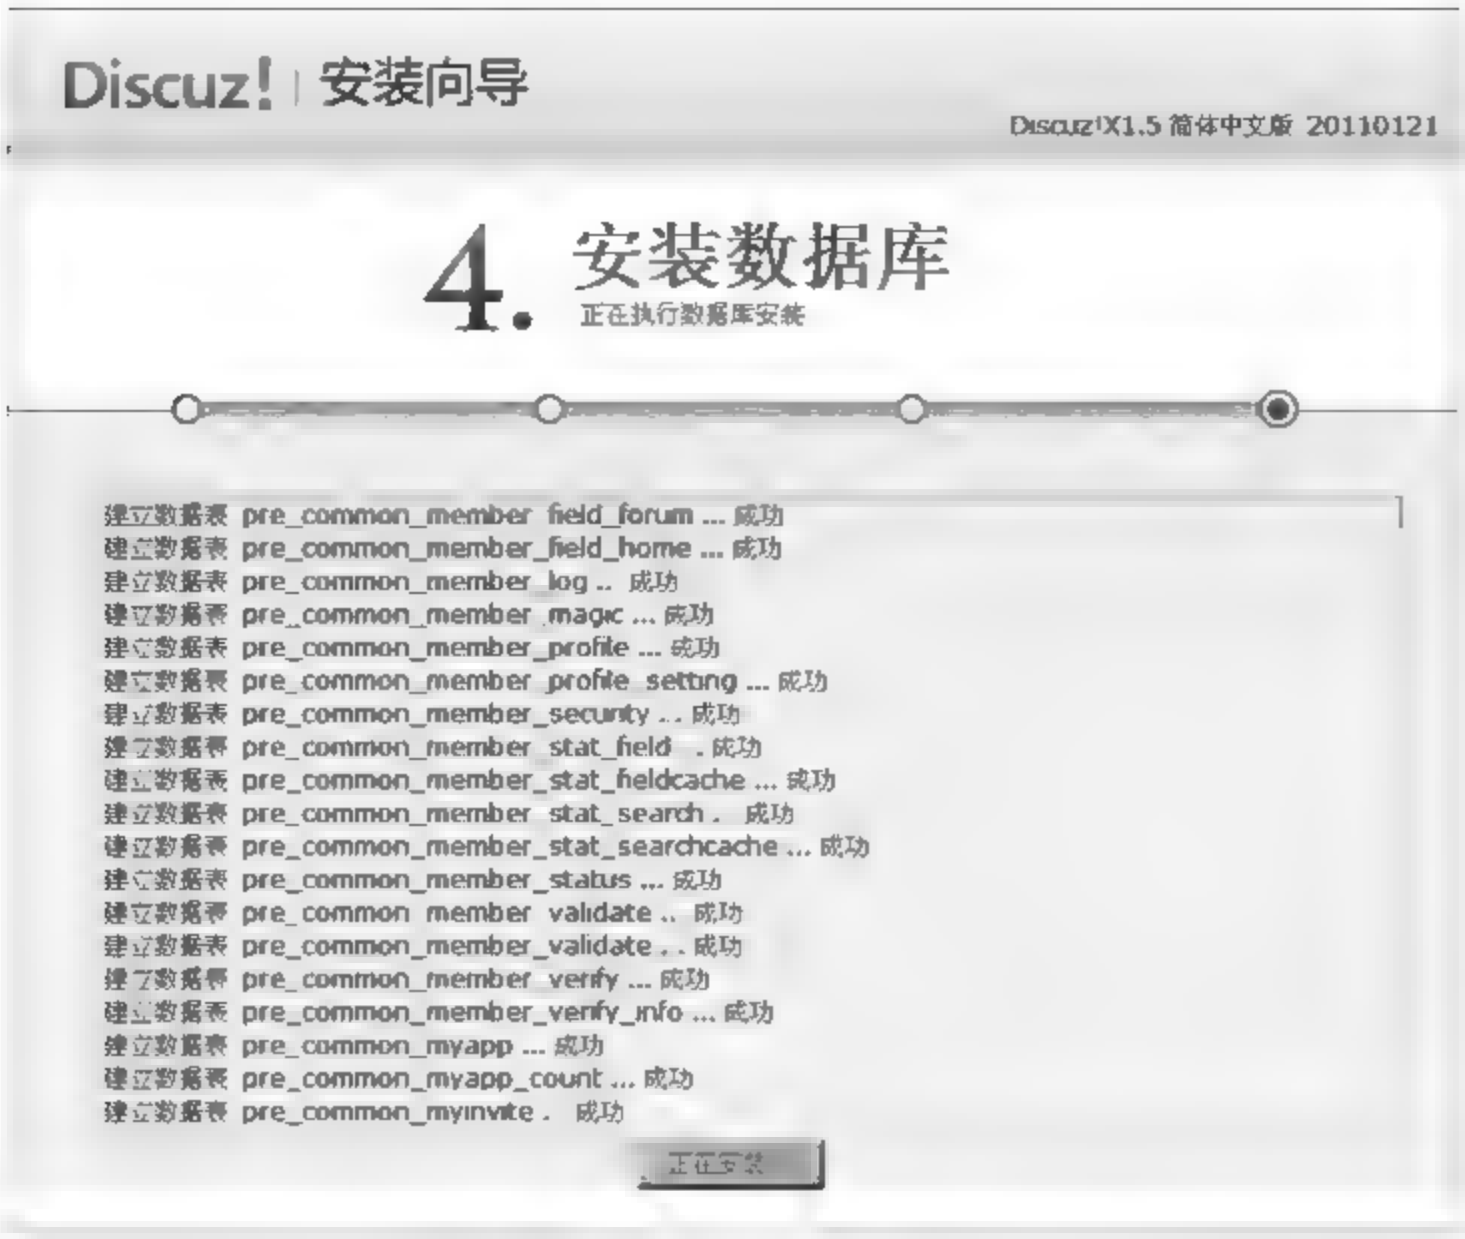 Discuz! 安装向导
Discuz!X1.5 简体中文版 20110121
4. 安装数据库
正在执行数据库安装
建立数据表 pre_common_member_field_forum ... 成功
建立数据表 pre_common_member_field_home ... 成功
建立数据表 pre_common_member_log ... 成功
建立数据表 pre_common_member_magic ... 成功
建立数据表 pre_common_member_profile ... 成功
建立数据表 pre_common_member_profile_setting ... 成功
建立数据表 pre_common_member_security ... 成功
建立数据表 pre_common_member_stat_field ... 成功
建立数据表 pre_common_member_stat_fieldcache ... 成功
建立数据表 pre_common_member_stat_search ... 成功
建立数据表 pre_common_member_stat_searchcache ... 成功
建立数据表 pre_common_member_status ... 成功
建立数据表 pre_common_member_validate ... 成功
建立数据表 pre_common_member_validate ... 成功
建立数据表 pre_common_member_verify ... 成功
建立数据表 pre_common_member_verify_info ... 成功
建立数据表 pre_common_myapp ... 成功
建立数据表 pre_common_myapp_count ... 成功
建立数据表 pre_common_myinvite ... 成功
正在安装